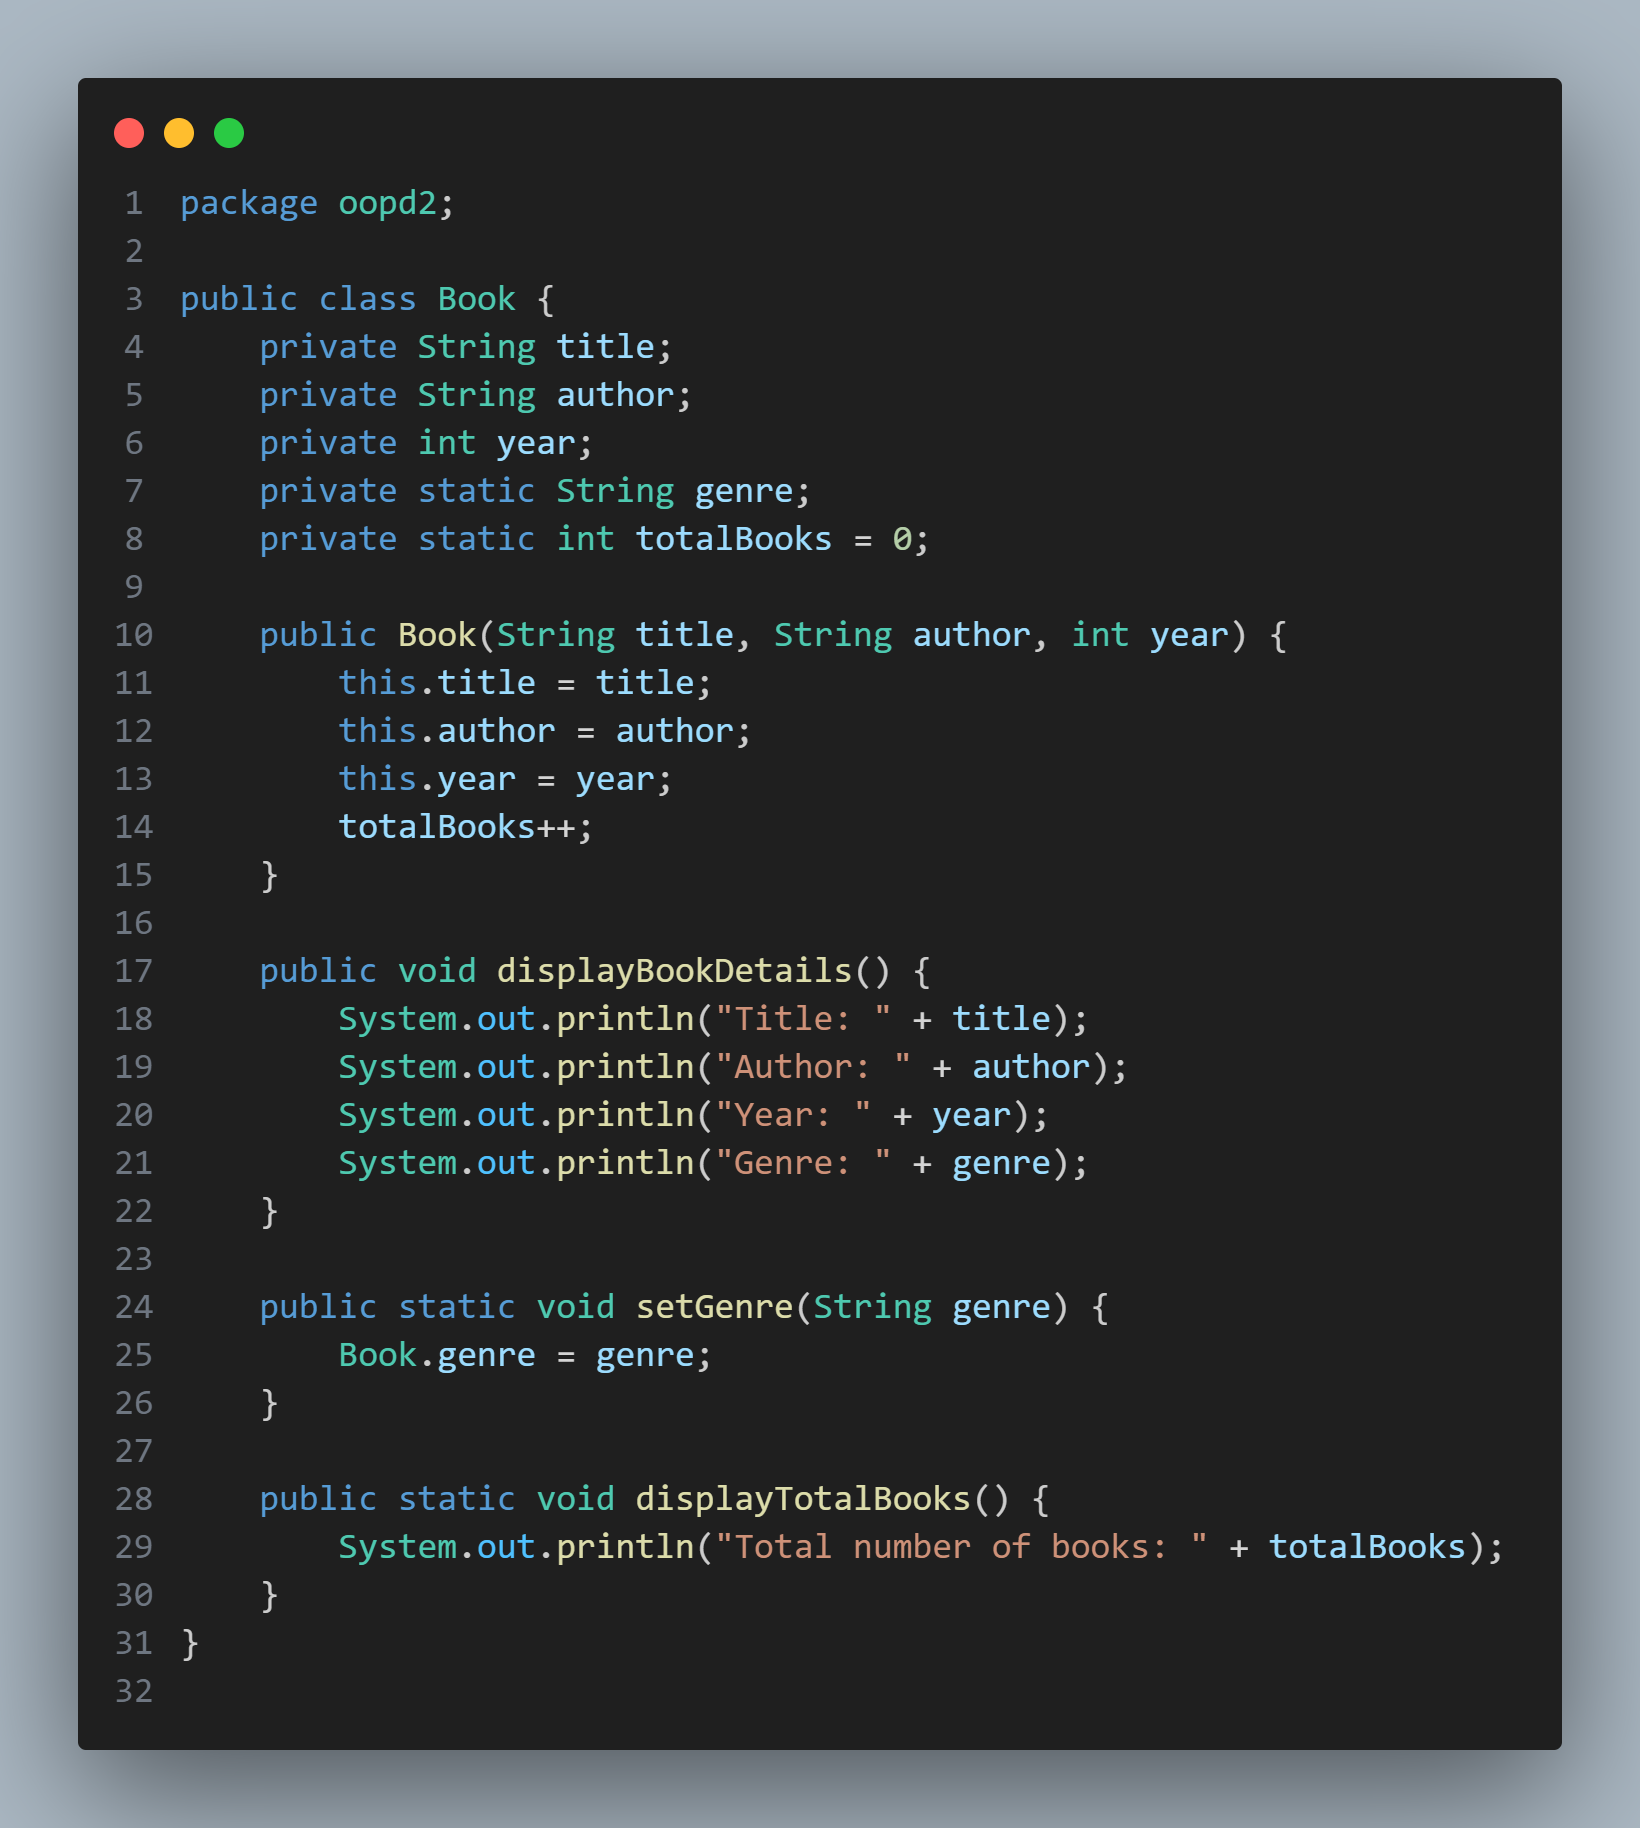 1 package oopd2;
2
3 public class Book {
4     private String title;
5     private String author;
6     private int year;
7     private static String genre;
8     private static int totalBooks = 0;
9
10     public Book(String title, String author, int year) {
11         this.title = title;
12         this.author = author;
13         this.year = year;
14         totalBooks++;
15     }
16
17     public void displayBookDetails() {
18         System.out.println("Title: " + title);
19         System.out.println("Author: " + author);
20         System.out.println("Year: " + year);
21         System.out.println("Genre: " + genre);
22     }
23
24     public static void setGenre(String genre) {
25         Book.genre = genre;
26     }
27
28     public static void displayTotalBooks() {
29         System.out.println("Total number of books: " + totalBooks);
30     }
31 }
32